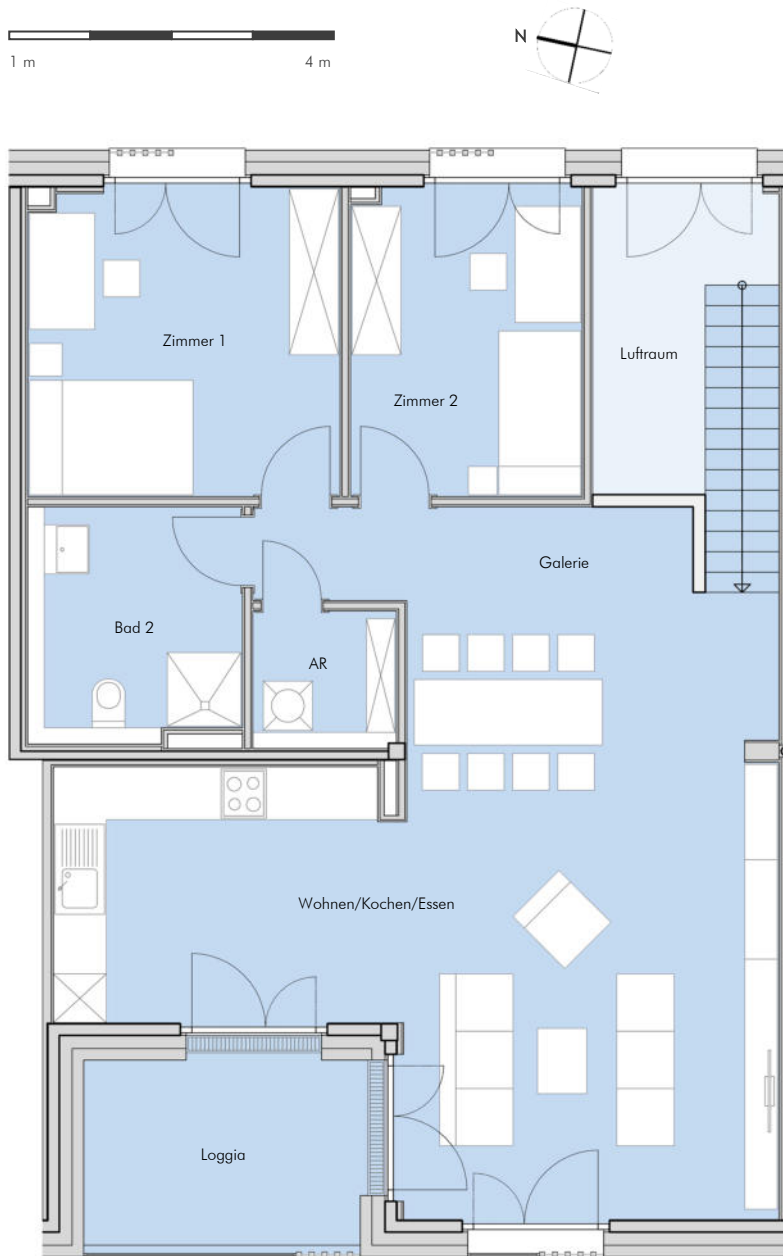 N
1 m 4 m
Zimmer 1
Luftraum
Zimmer 2
Galerie
Bad 2
AR
Wohnen/Kochen/Essen
Loggia